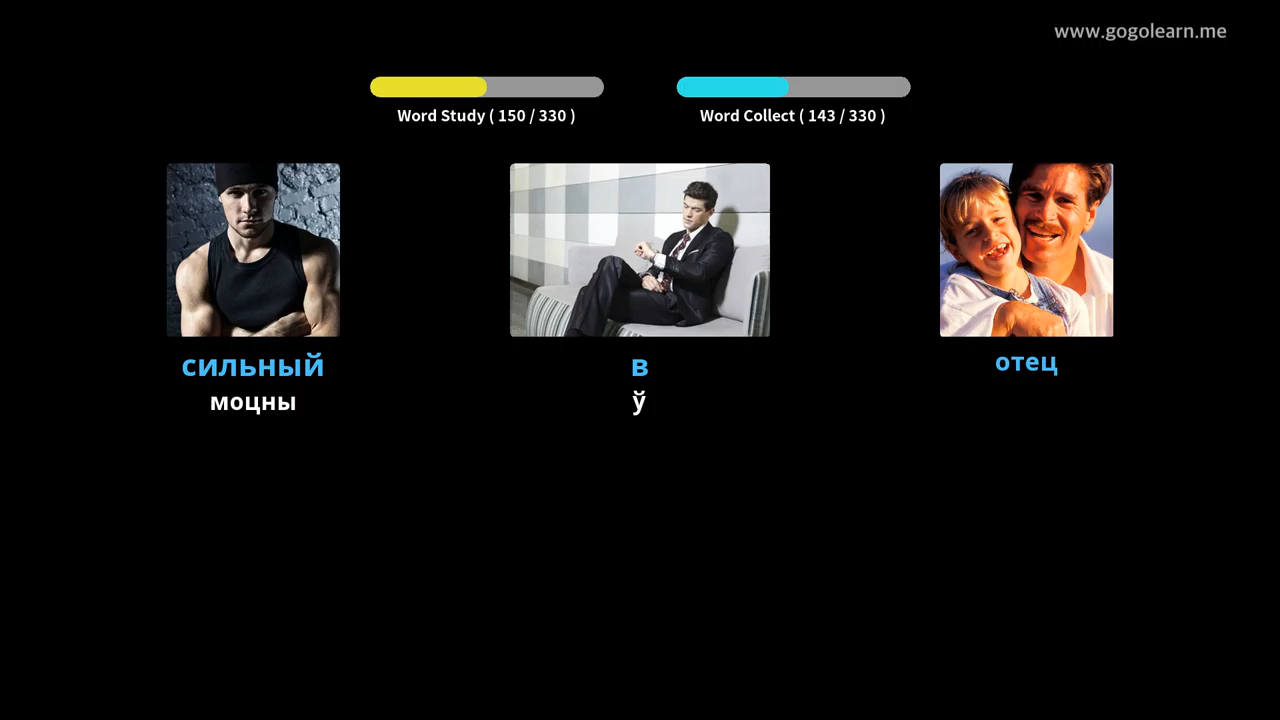 www.gogolearn.me
Word Study ( 150 / 330 )
Word Collect ( 143 / 330 )
сильный
моцны
в
ў
отец